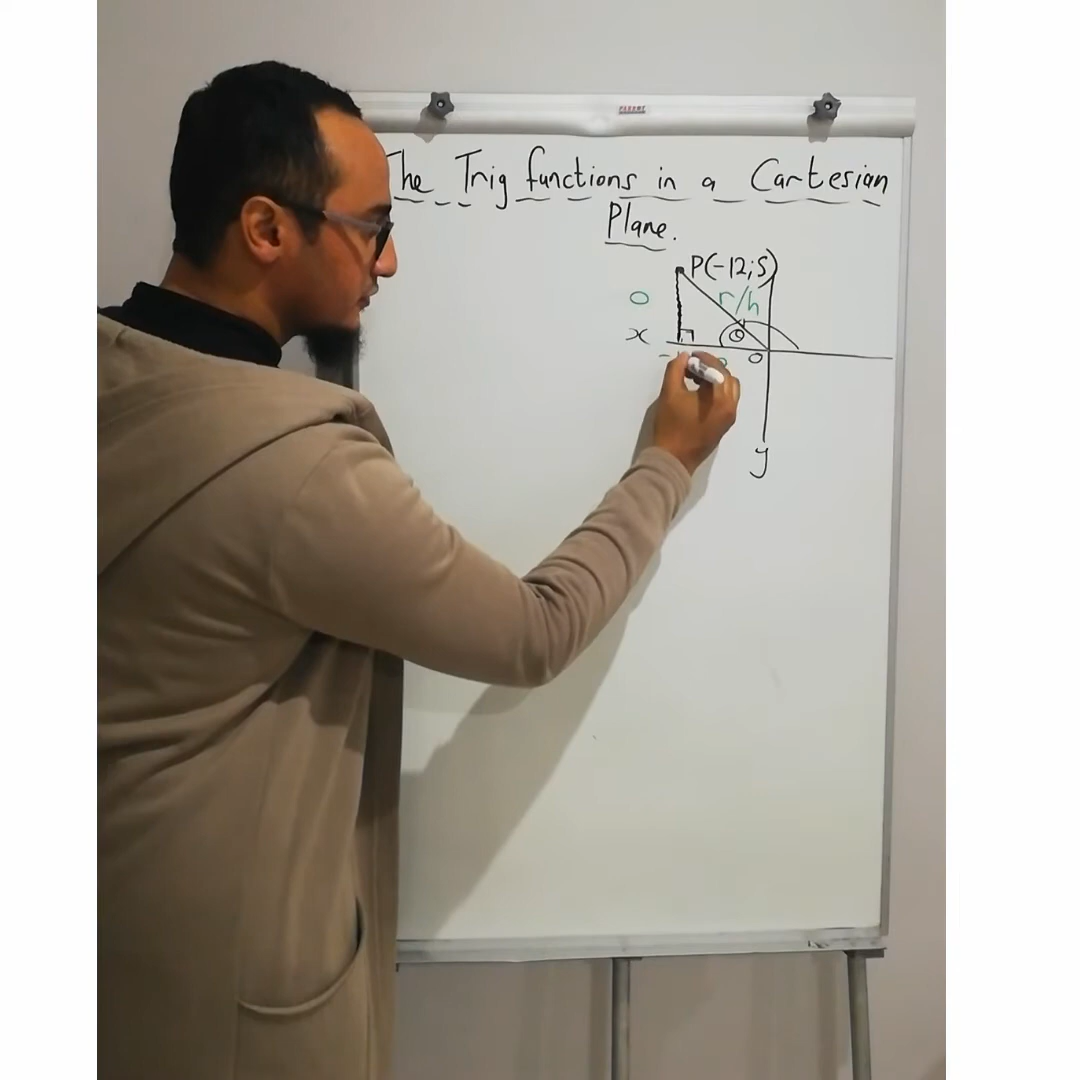 The Trig functions in a Cartesian
Plane.
P(-12;5)
o r/h
x θ
o
y